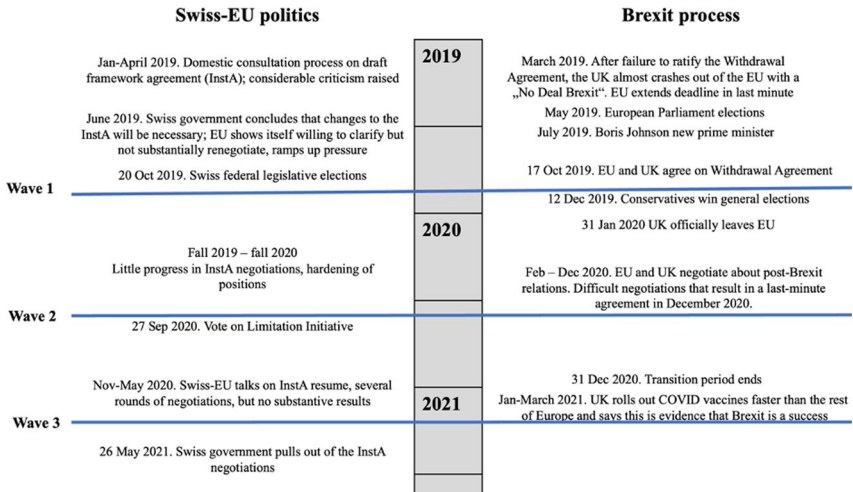 Swiss-EU politics
Brexit process
2019
Jan-April 2019. Domestic consultation process on draft
framework agreement (InstA); considerable criticism raised
March 2019. After failure to ratify the Withdrawal
Agreement, the UK almost crashes out of the EU with a
„No Deal Brexit“. EU extends deadline in last minute
June 2019. Swiss government concludes that changes to the
InstA will be necessary; EU shows itself willing to clarify but
not substantially renegotiate, ramps up pressure
May 2019. European Parliament elections
July 2019. Boris Johnson new prime minister
20 Oct 2019. Swiss federal legislative elections
17 Oct 2019. EU and UK agree on Withdrawal Agreement
Wave 1
12 Dec 2019. Conservatives win general elections
2020
31 Jan 2020 UK officially leaves EU
Fall 2019 – fall 2020
Little progress in InstA negotiations, hardening of
positions
Feb – Dec 2020. EU and UK negotiate about post-Brexit
relations. Difficult negotiations that result in a last-minute
agreement in December 2020.
Wave 2
27 Sep 2020. Vote on Limitation Initiative
Nov-May 2020. Swiss-EU talks on InstA resume, several
rounds of negotiations, but no substantive results
31 Dec 2020. Transition period ends
2021
Jan-March 2021. UK rolls out COVID vaccines faster than the rest
of Europe and says this is evidence that Brexit is a success
Wave 3
26 May 2021. Swiss government pulls out of the InstA
negotiations